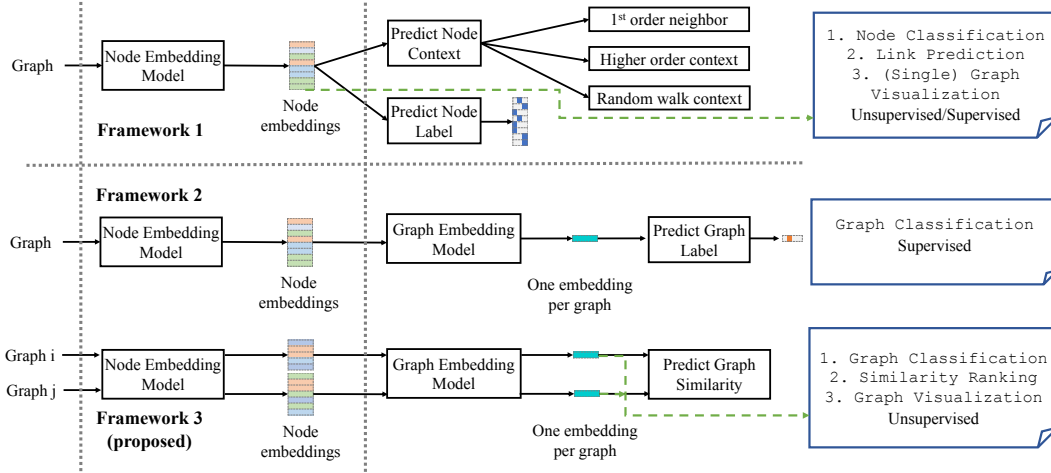 Graph
Node Embedding
Model
Node
embeddings
Framework 1
Predict Node
Context
Predict Node
Label
1st order neighbor
Higher order context
Random walk context
1. Node Classification
2. Link Prediction
3. (Single) Graph
Visualization
Unsupervised/Supervised
Framework 2
Graph
Node Embedding
Model
Node
embeddings
Graph Embedding
Model
One embedding
per graph
Predict Graph
Label
Graph Classification
Supervised
Graph i
Graph j
Node Embedding
Model
Framework 3
(proposed)
Node
embeddings
Graph Embedding
Model
One embedding
per graph
Predict Graph
Similarity
1. Graph Classification
2. Similarity Ranking
3. Graph Visualization
Unsupervised